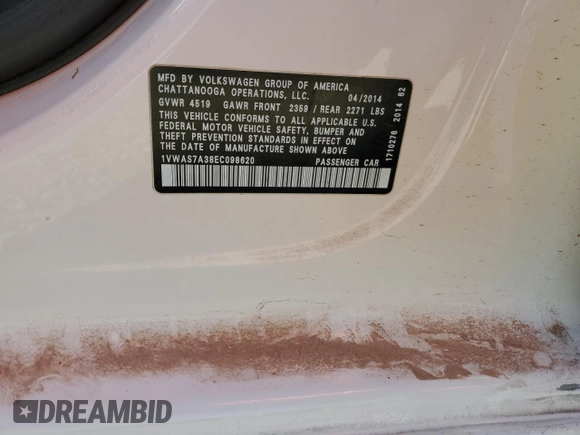 MFD BY VOLKSWAGEN GROUP OF AMERICA
CHATTANOOGA OPERATIONS, LLC. 04/2014
GVWR 4519 GAWR FRONT 2359 / REAR 2271 LBS
THIS VEHICLE CONFORMS TO ALL APPLICABLE U.S.
FEDERAL MOTOR VEHICLE SAFETY, BUMPER AND
THEFT PREVENTION STANDARDS IN EFFECT ON
THE DATE OF MANUFACTURE SHOWN ABOVE
1VWAS7A38EC098620 PASSENGER CAR
1710276 2014 62
DREAMBID